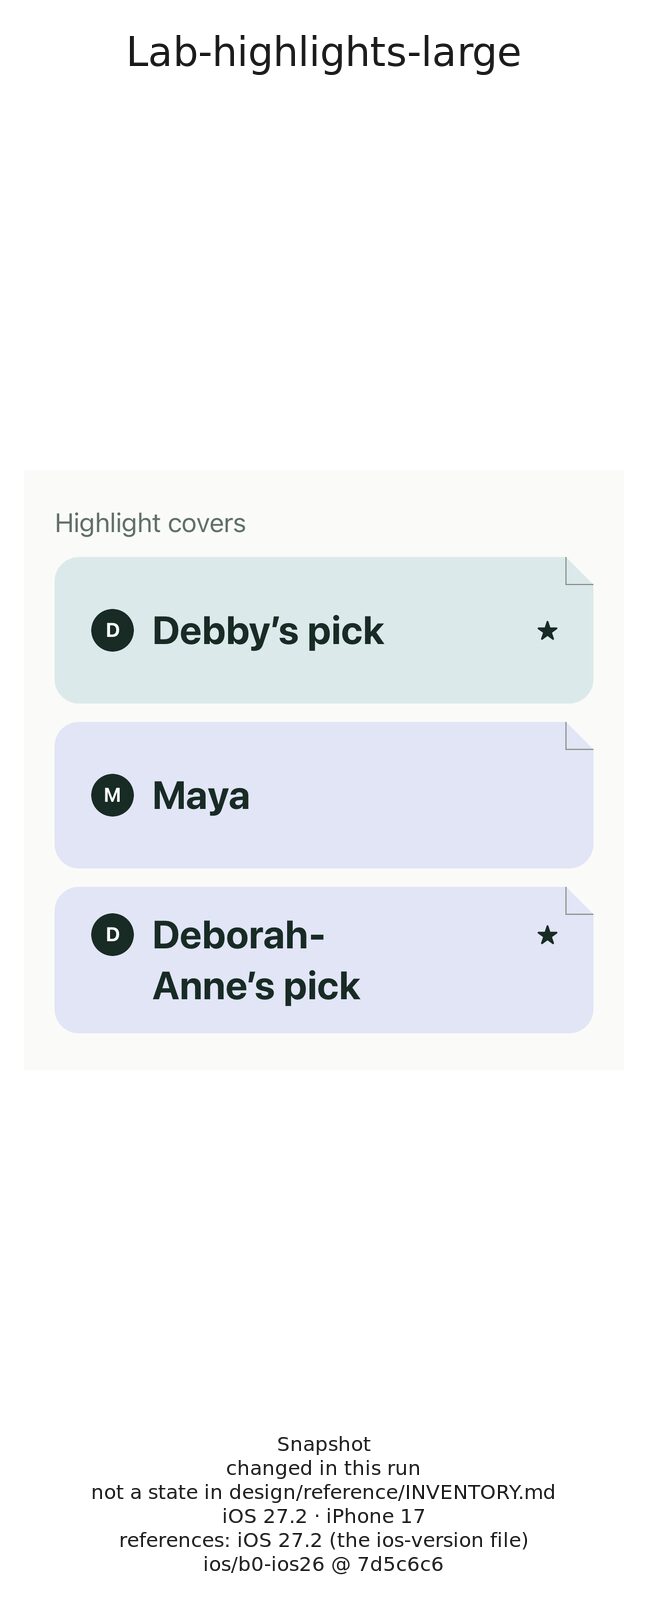 Lab-highlights-large
Highlight covers
D Debby’s pick
M Maya
D Deborah-
Anne’s pick
Snapshot
changed in this run
not a state in design/reference/INVENTORY.md
iOS 27.2 · iPhone 17
references: iOS 27.2 (the ios-version file)
ios/b0-ios26 @ 7d5c6c6